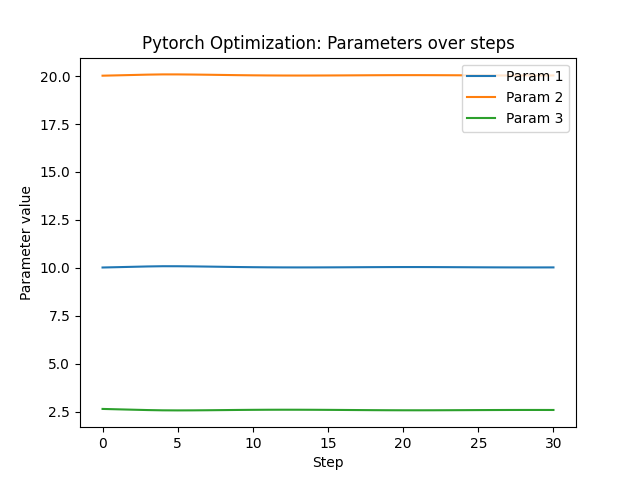 Pytorch Optimization: Parameters over steps
Parameter value
20.0
17.5
15.0
12.5
10.0
7.5
5.0
2.5
Param 1
Param 2
Param 3
0 5 10 15 20 25 30
Step